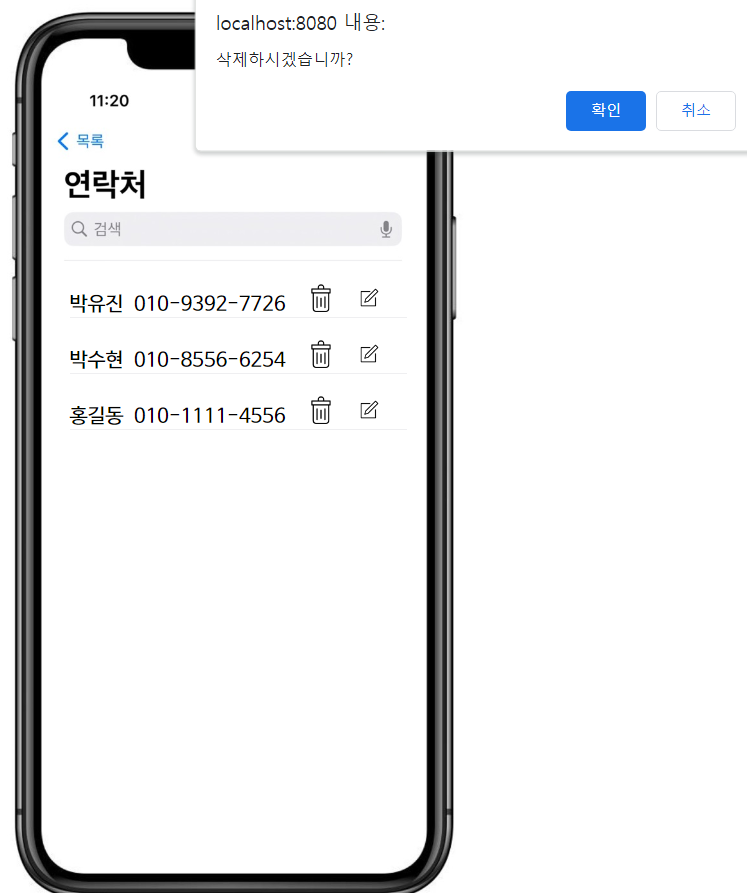 localhost:8080 내용:
삭제하시겠습니까?
확인 취소
11:20
목록
연락처
검색
박유진 010-9392-7726
박수현 010-8556-6254
홍길동 010-1111-4556